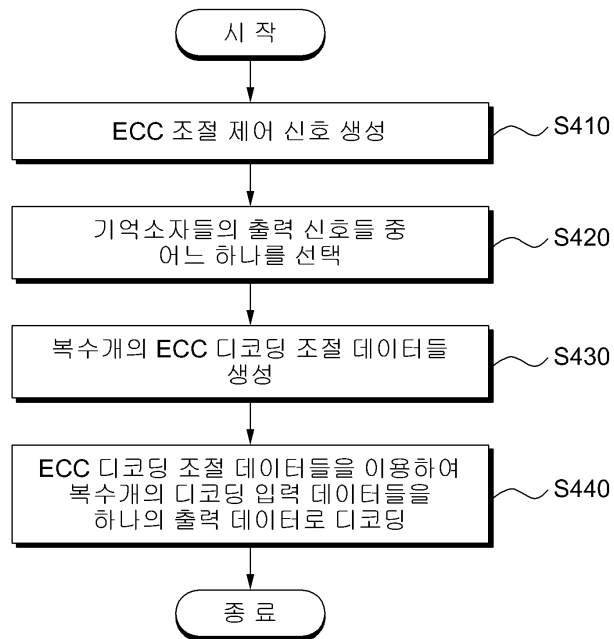 시 작
ECC 조절 제어 신호 생성
S410
기억소자들의 출력 신호들 중
어느 하나를 선택
S420
복수개의 ECC 디코딩 조절 데이터들
생성
S430
ECC 디코딩 조절 데이터들을 이용하여
복수개의 디코딩 입력 데이터들을
하나의 출력 데이터로 디코딩
S440
종 료